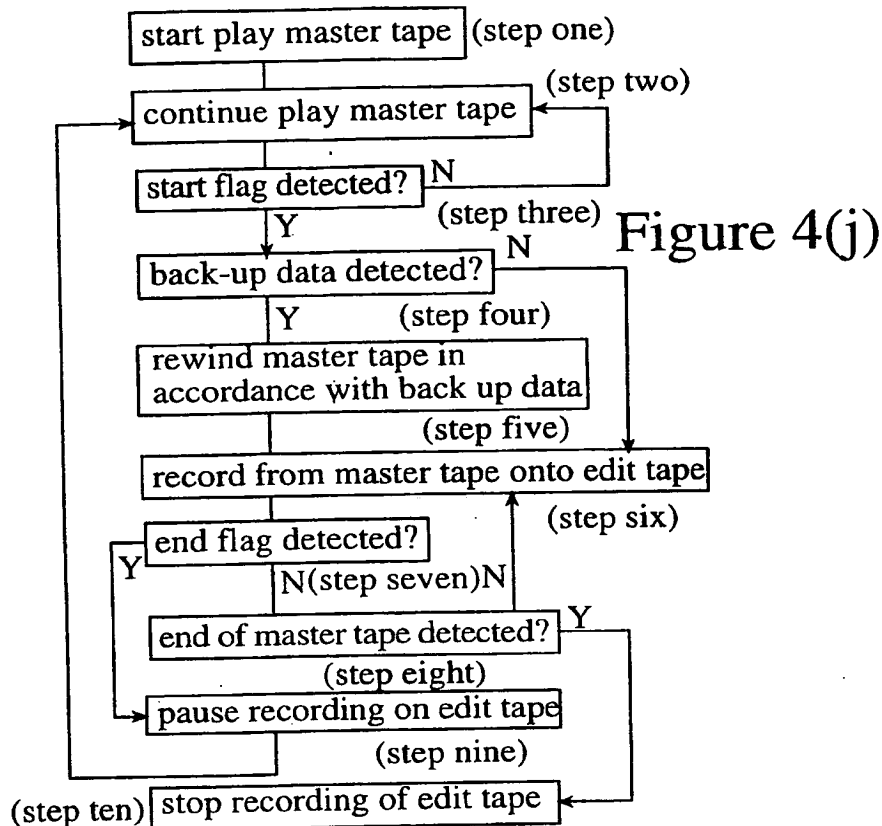 start play master tape (step one)
(step two)
continue play master tape
start flag detected? N
(step three)
Y
Figure 4(j)
N
back-up data detected?
Y (step four)
rewind master tape in
accordance with back up data
(step five)
record from master tape onto edit tape
(step six)
end flag detected?
Y
N(step seven)N
end of master tape detected? Y
(step eight)
pause recording on edit tape
(step nine)
(step ten) stop recording of edit tape